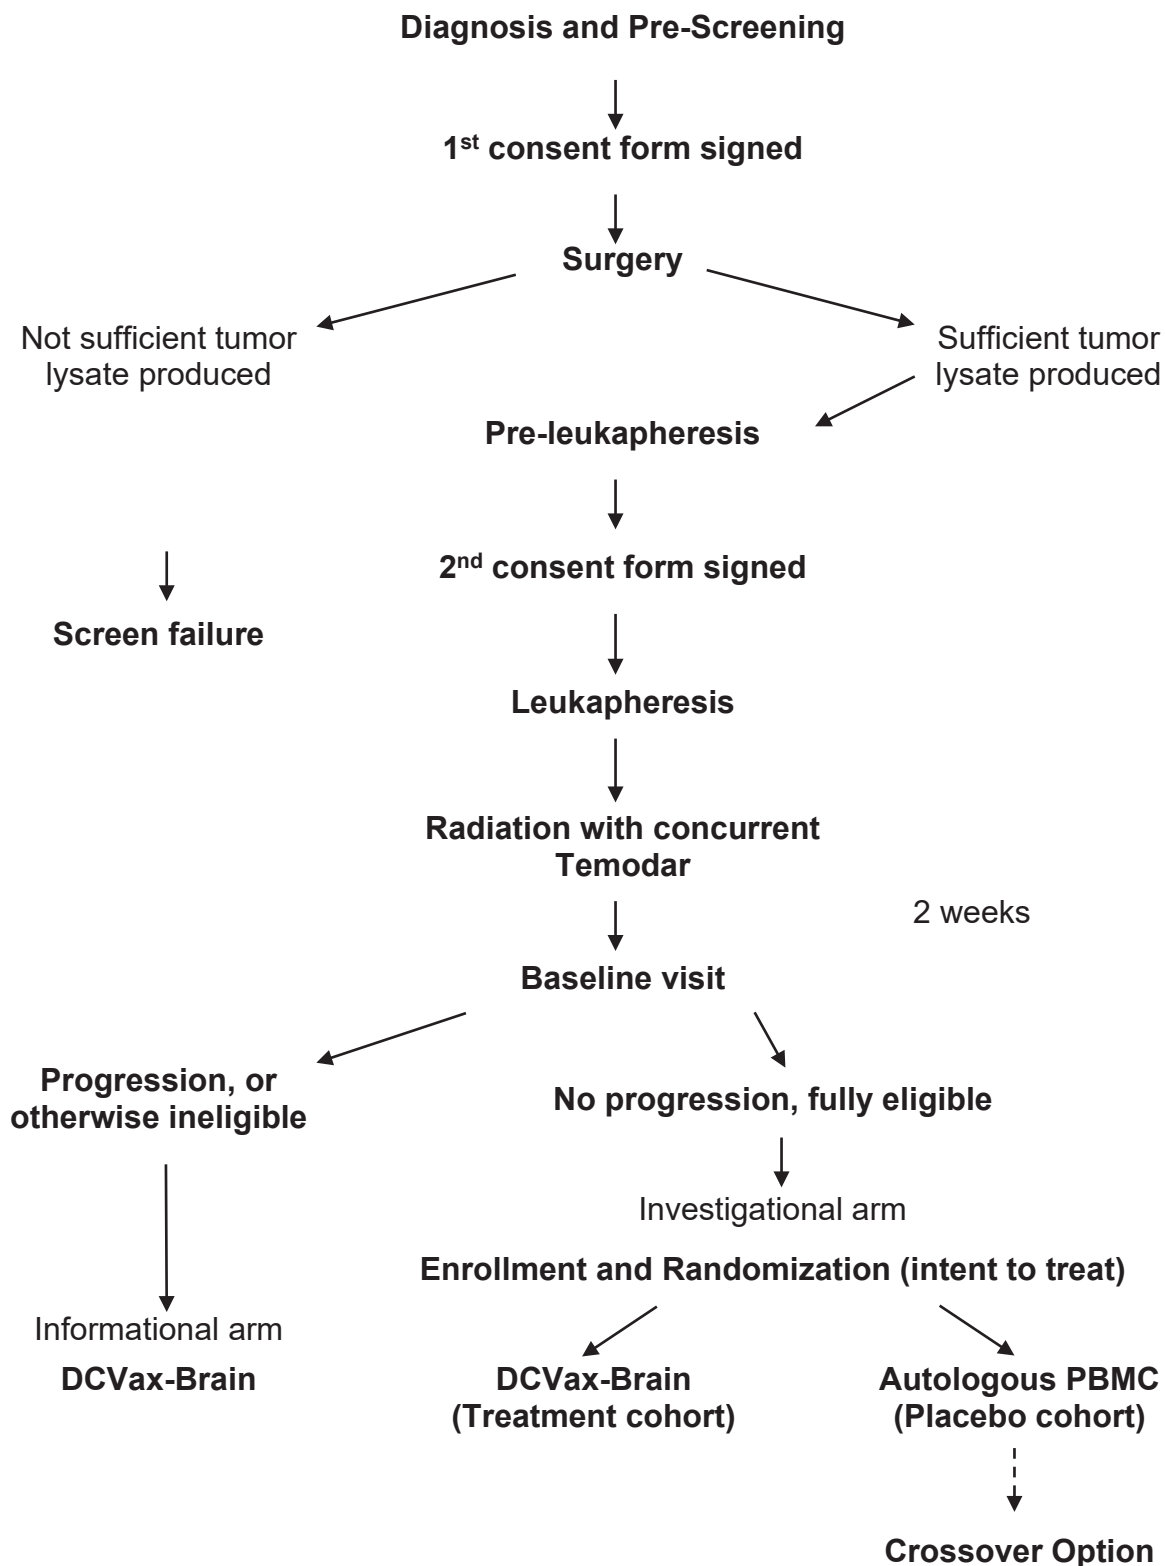 Diagnosis and Pre-Screening
1st consent form signed
Surgery
Not sufficient tumor
lysate produced
Sufficient tumor
lysate produced
Pre-leukapheresis
2nd consent form signed
Screen failure
Leukapheresis
Radiation with concurrent
Temodar
2 weeks
Baseline visit
Progression, or
otherwise ineligible
No progression, fully eligible
Investigational arm
Enrollment and Randomization (intent to treat)
Informational arm
DCVax-Brain
DCVax-Brain
(Treatment cohort)
Autologous PBMC
(Placebo cohort)
Crossover Option